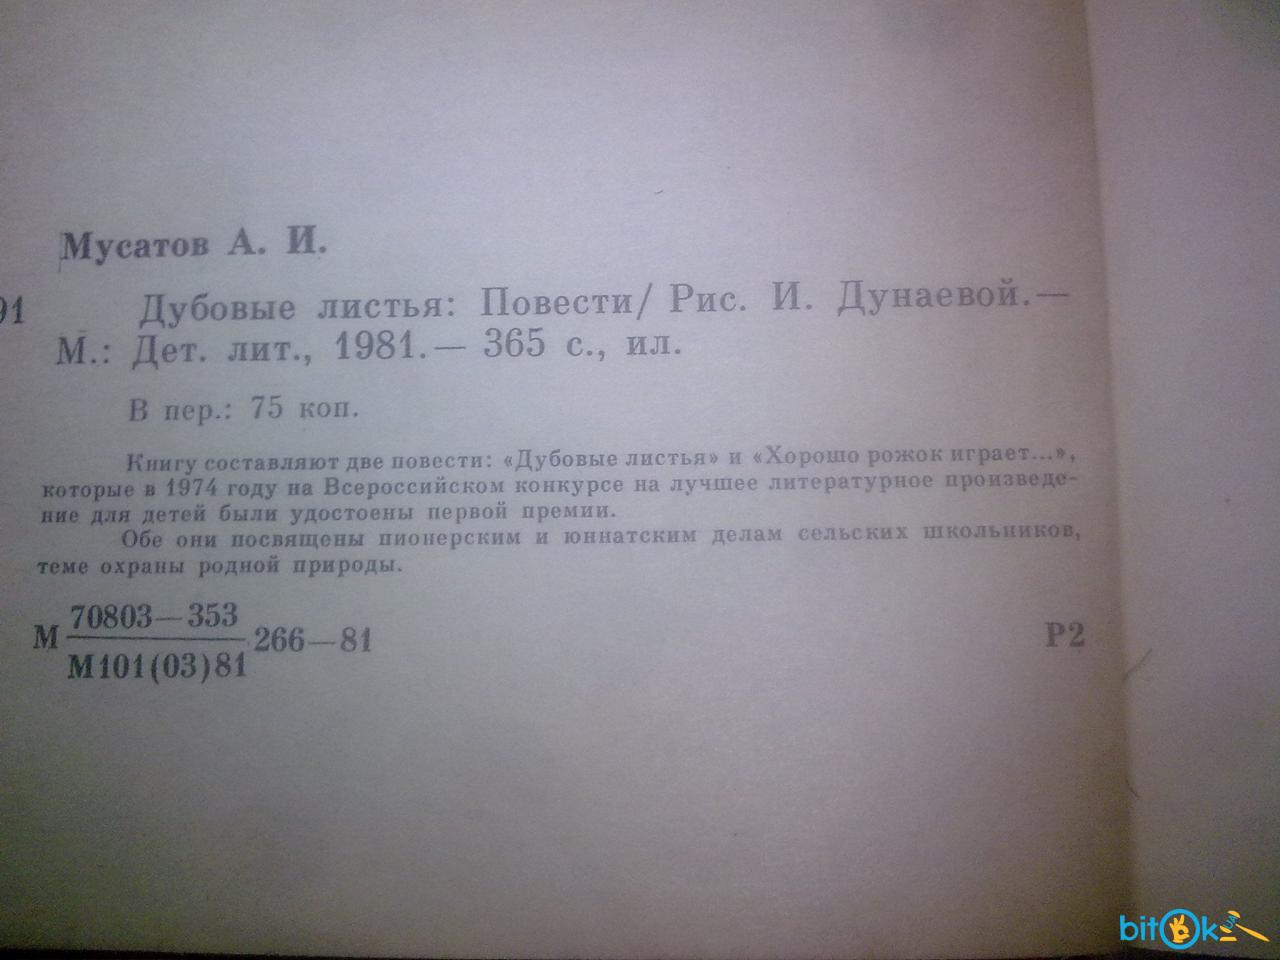 Мусатов А. И.
91 Дубовые листья: Повести/ Рис. И. Дунаевой.—
М.: Дет. лит., 1981.— 365 с., ил.
В пер.: 75 коп.
Книгу составляют две повести: «Дубовые листья» и «Хорошо рожок играет...»,
которые в 1974 году на Всероссийском конкурсе на лучшее литературное произведе-
ние для детей были удостоены первой премии.
Обе они посвящены пионерским и юннатским делам сельских школьников,
теме охраны родной природы.
70803—353
М 266—81 Р2
М101(03)81
bitOk